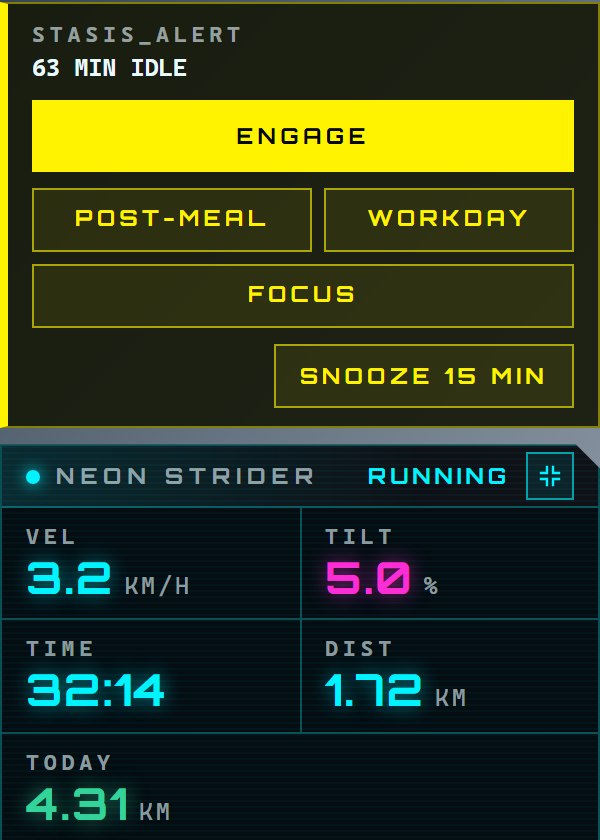 STASIS_ALERT
63 MIN IDLE
ENGAGE
POST-MEAL WORKDAY
FOCUS
SNOOZE 15 MIN
NEON STRIDER RUNNING
VEL TILT
3.2 KM/H 5.0 %
TIME DIST
32:14 1.72 KM
TODAY
4.31 KM